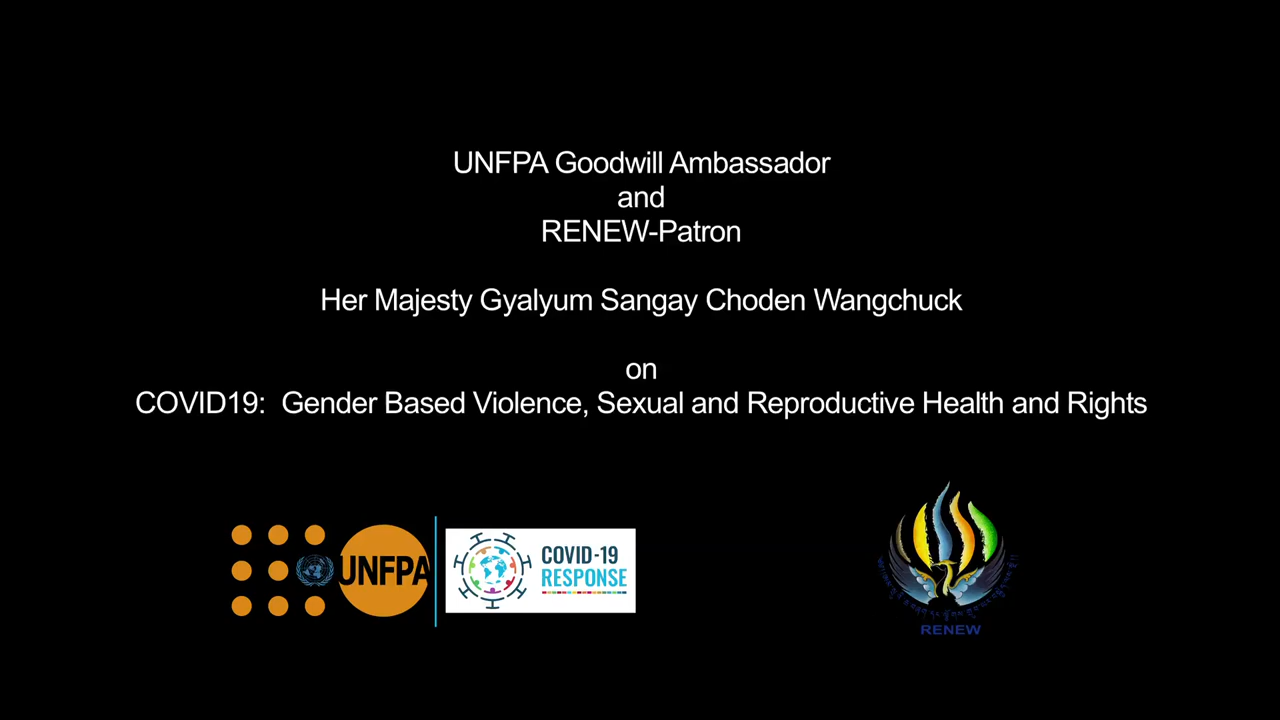 UNFPA Goodwill Ambassador
and
RENEW-Patron
Her Majesty Gyalyum Sangay Choden Wangchuck
on
COVID19:  Gender Based Violence, Sexual and Reproductive Health and Rights
UNFPA
COVID-19
RESPONSE
RENEW